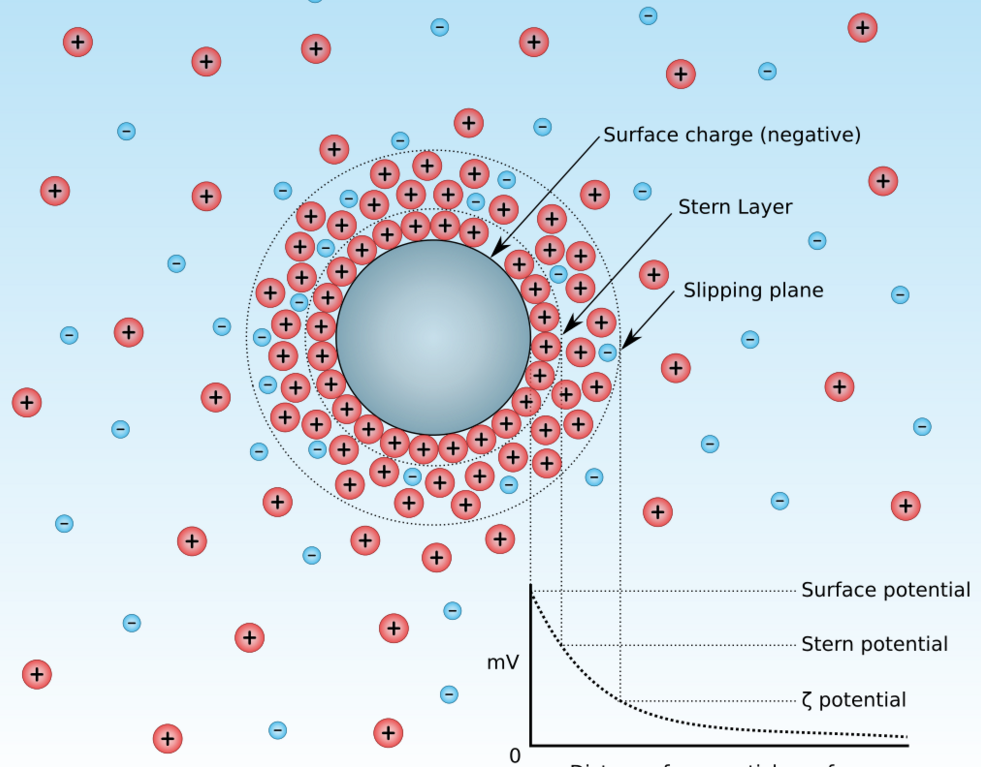 Surface charge (negative)
Stern Layer
Slipping plane
Surface potential
Stern potential
mV
ζ potential
0